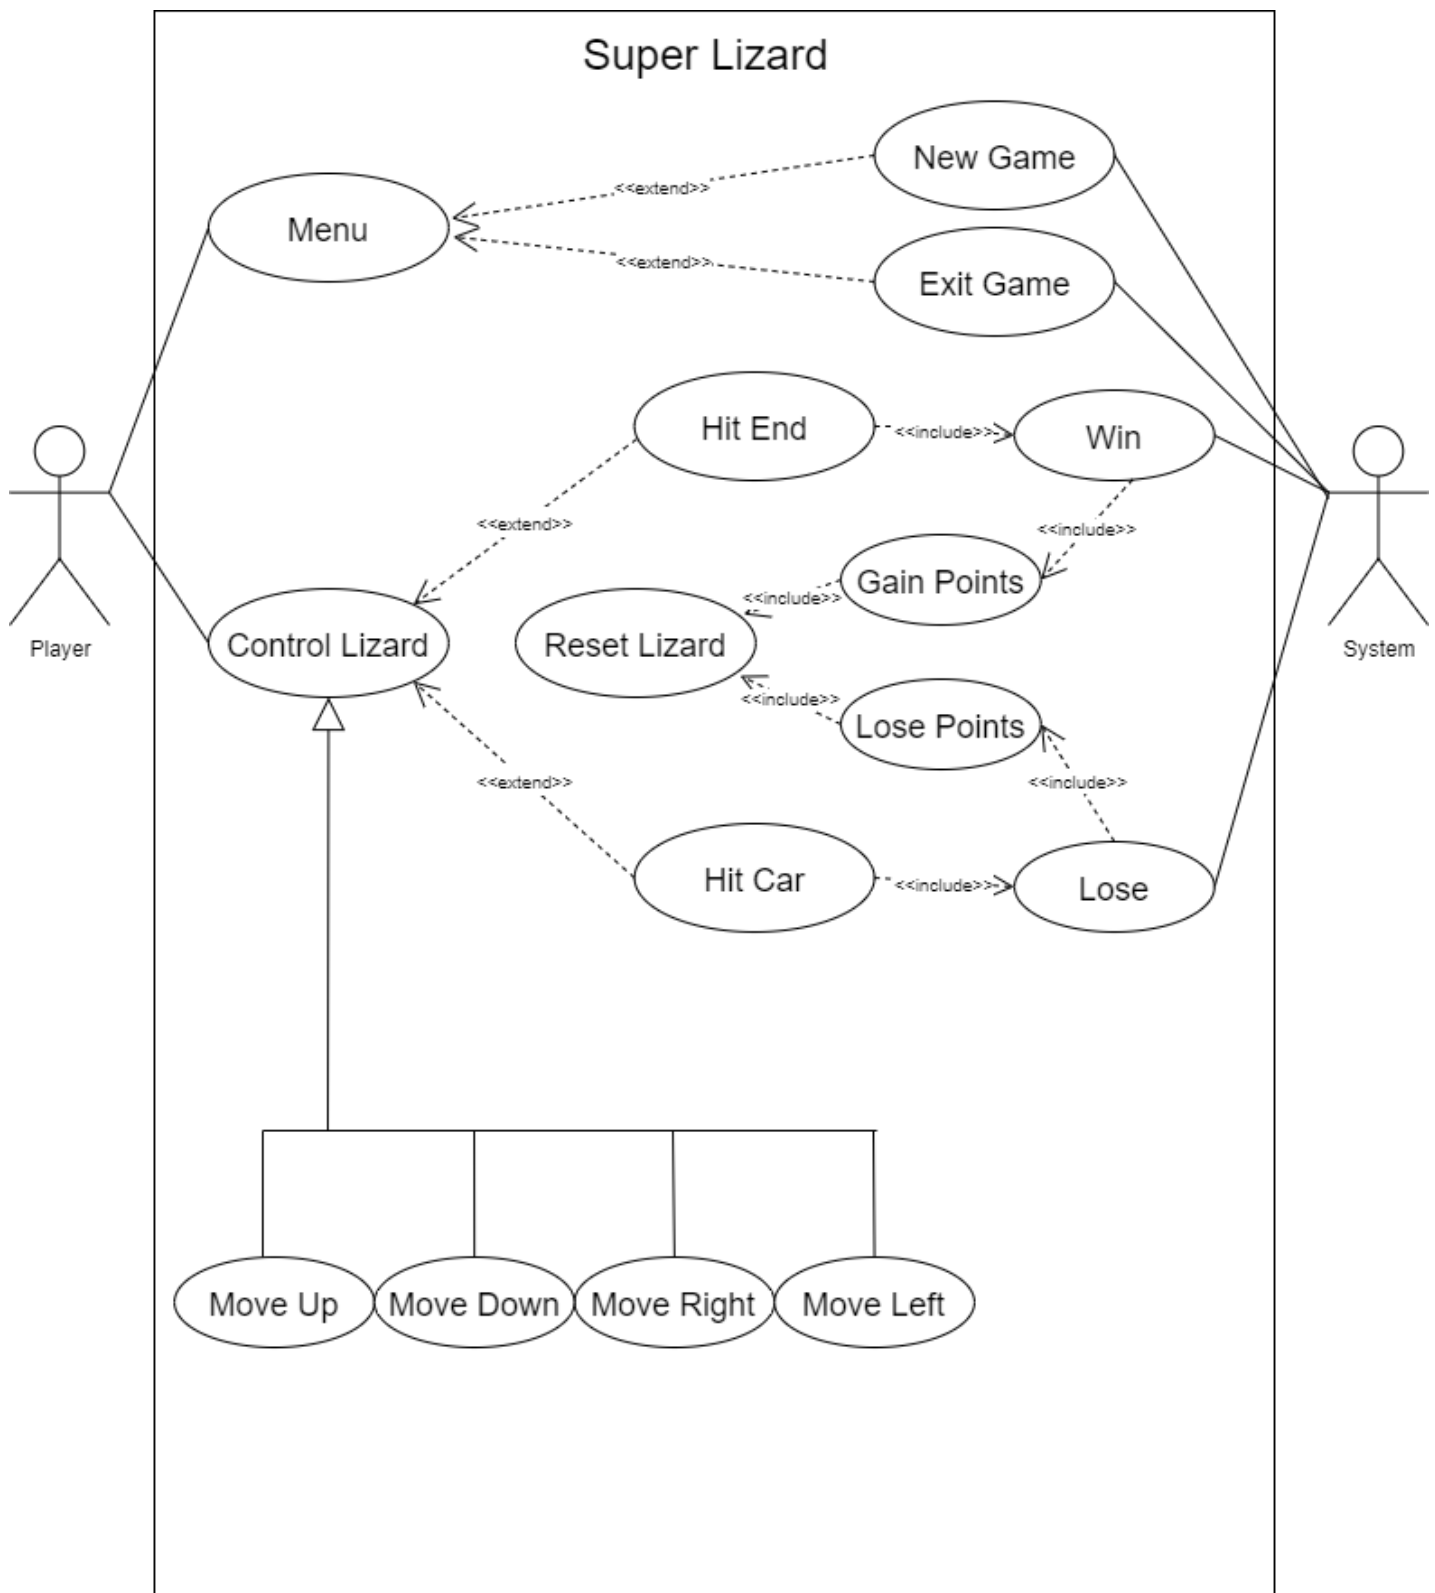 Super Lizard
New Game
<<extend>>
Menu
<<extend>>
Exit Game
Hit End
<<include>>
Win
<<extend>>
<<include>>
Gain Points
<<include>>
Player
Control Lizard
Reset Lizard
System
<<include>>
Lose Points
<<extend>>
<<include>>
Hit Car
<<include>>
Lose
Move Up
Move Down
Move Right
Move Left